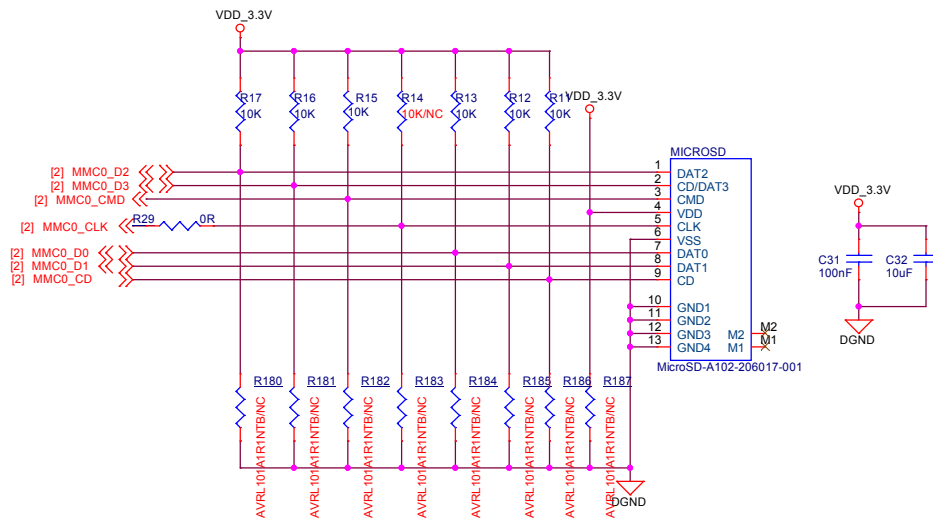 VDD_3.3V
R17
10K
R16
10K
R15
10K
R14
10K/NC
R13
10K
R12
10K
R11
10K
VDD_3.3V
MICROSD
[2] MMC0_D2
[2] MMC0_D3
[2] MMC0_CMD
[2] MMC0_CLK
R29
0R
[2] MMC0_D0
[2] MMC0_D1
[2] MMC0_CD
1 DAT2
2 CD/DAT3
3 CMD
4 VDD
5 CLK
6 VSS
7 DAT0
8 DAT1
9 CD
10 GND1
11 GND2
12 GND3 M2 M2
13 GND4 M1 M1
MicroSD-A102-206017-001
VDD_3.3V
C31
100nF
C32
10uF
DGND
R180
AVRL101A1R1NTB/NC
R181
AVRL101A1R1NTB/NC
R182
AVRL101A1R1NTB/NC
R183
AVRL101A1R1NTB/NC
R184
AVRL101A1R1NTB/NC
R185
AVRL101A1R1NTB/NC
R186
AVRL101A1R1NTB/NC
R187
AVRL101A1R1NTB/NC
DGND